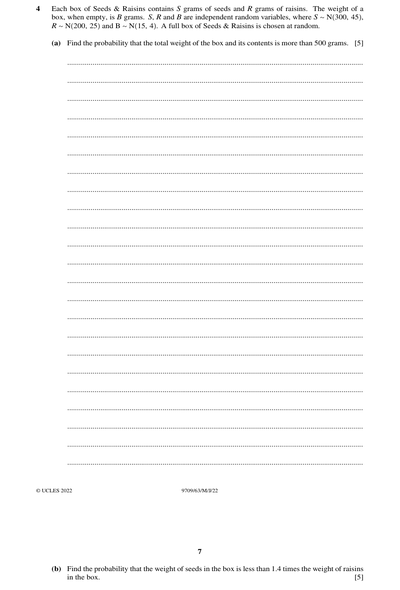 4 Each box of Seeds & Raisins contains S grams of seeds and R grams of raisins. The weight of a
box, when empty, is B grams. S, R and B are independent random variables, where S ~ N(300, 45),
R ~ N(200, 25) and B ~ N(15, 4). A full box of Seeds & Raisins is chosen at random.
(a) Find the probability that the total weight of the box and its contents is more than 500 grams. [5]
© UCLES 2022 9709/63/M/J/22
7
(b) Find the probability that the weight of seeds in the box is less than 1.4 times the weight of raisins
in the box. [5]